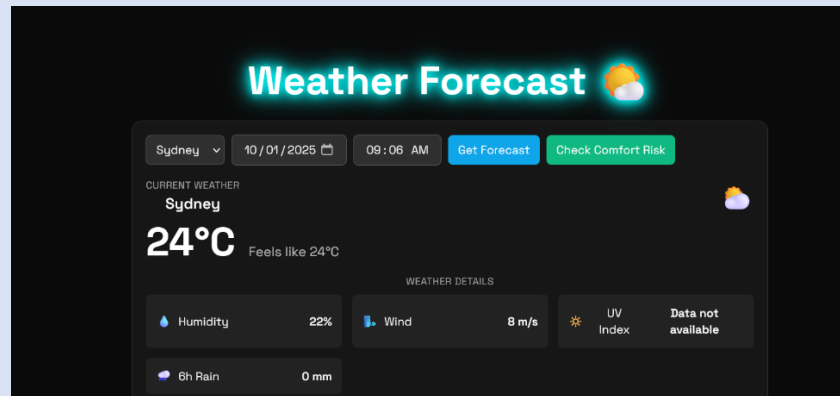 Weather Forecast
Sydney 10/01/2025 09:06 AM Get Forecast Check Comfort Risk
CURRENT WEATHER
Sydney
24°C Feels like 24°C
WEATHER DETAILS
Humidity 22%
Wind 8 m/s
UV Index Data not available
6h Rain 0 mm